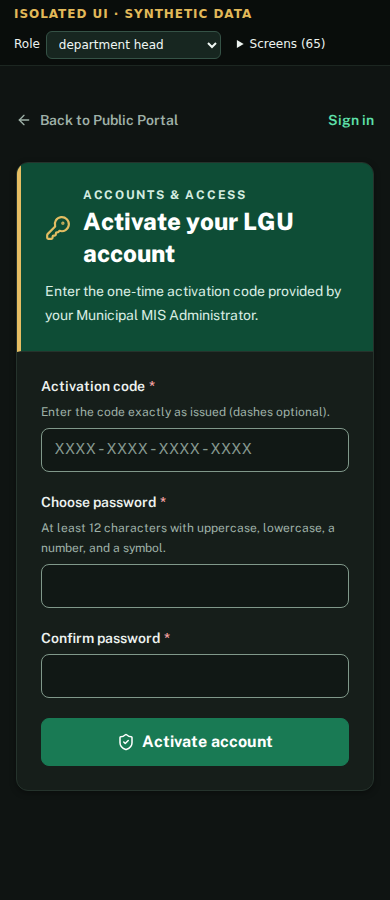 ISOLATED UI · SYNTHETIC DATA
Role department head Screens (65)
Back to Public Portal Sign in
ACCOUNTS & ACCESS
Activate your LGU
account
Enter the one-time activation code provided by
your Municipal MIS Administrator.
Activation code *
Enter the code exactly as issued (dashes optional).
XXXX-XXXX-XXXX-XXXX
Choose password *
At least 12 characters with uppercase, lowercase, a
number, and a symbol.
Confirm password *
Activate account